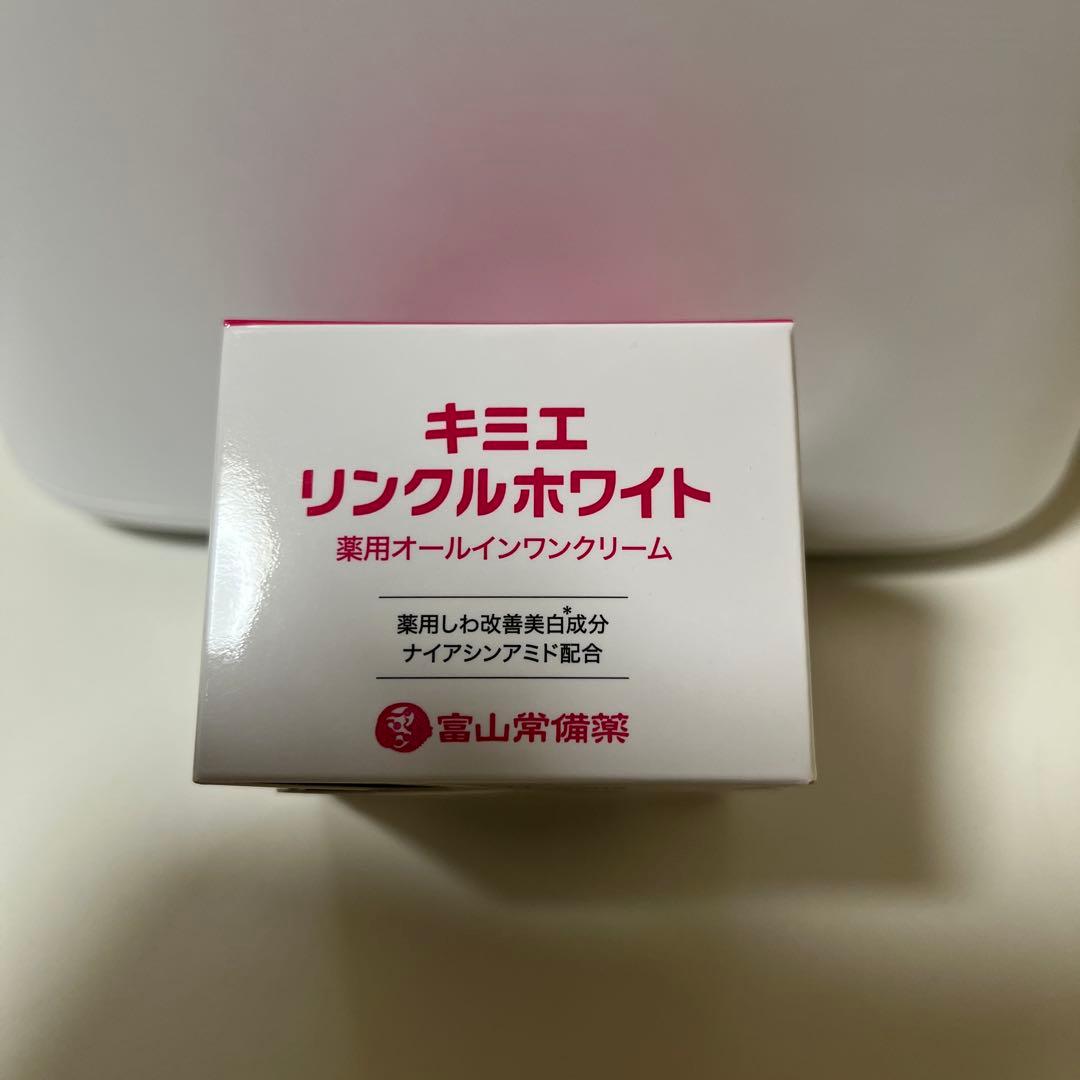 キミエ
リンクルホワイト
薬用オールインワンクリーム
薬用しわ改善美白*成分
ナイアシンアミド配合
富山常備薬